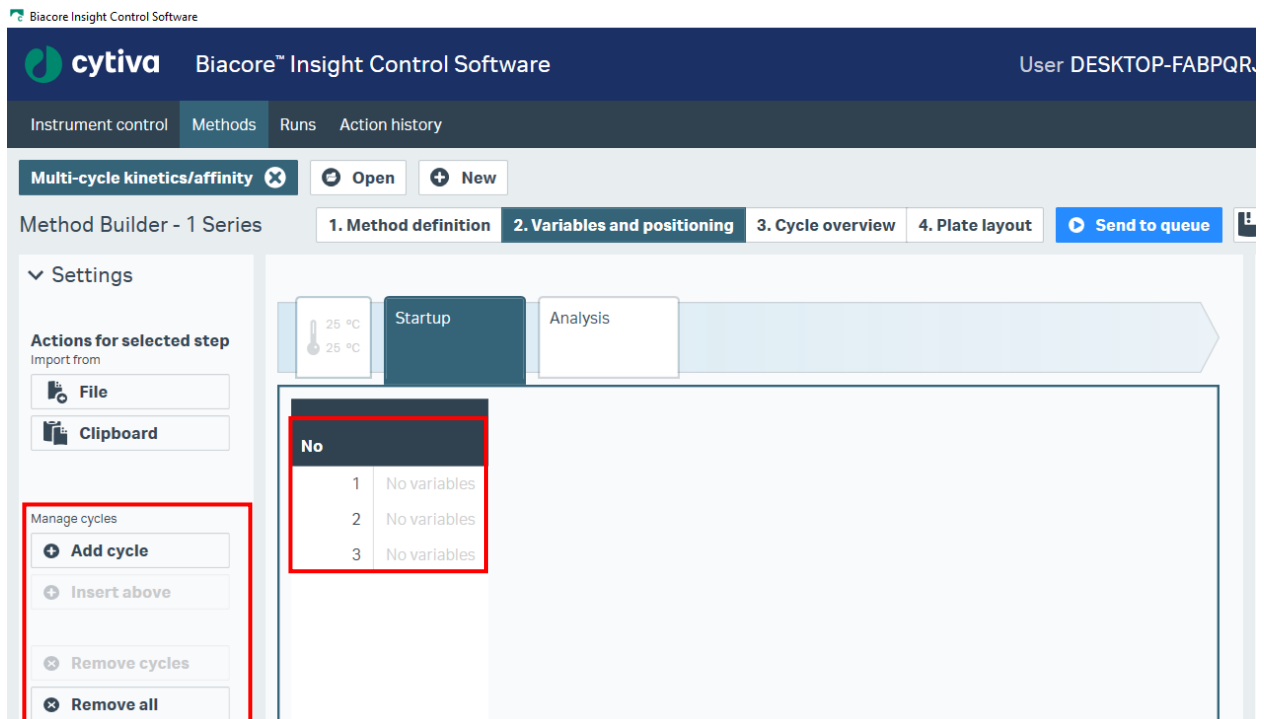 Biacore Insight Control Software
cytiva Biacore™ Insight Control Software User DESKTOP-FABPQRJ
Instrument control Methods Runs Action history
Multi-cycle kinetics/affinity Open New
Method Builder - 1 Series 1. Method definition 2. Variables and positioning 3. Cycle overview 4. Plate layout Send to queue
Settings
Startup Analysis
25 °C
25 °C
Actions for selected step
Import from
File
Clipboard
No
1 No variables
2 No variables
3 No variables
Manage cycles
Add cycle
Insert above
Remove cycles
Remove all